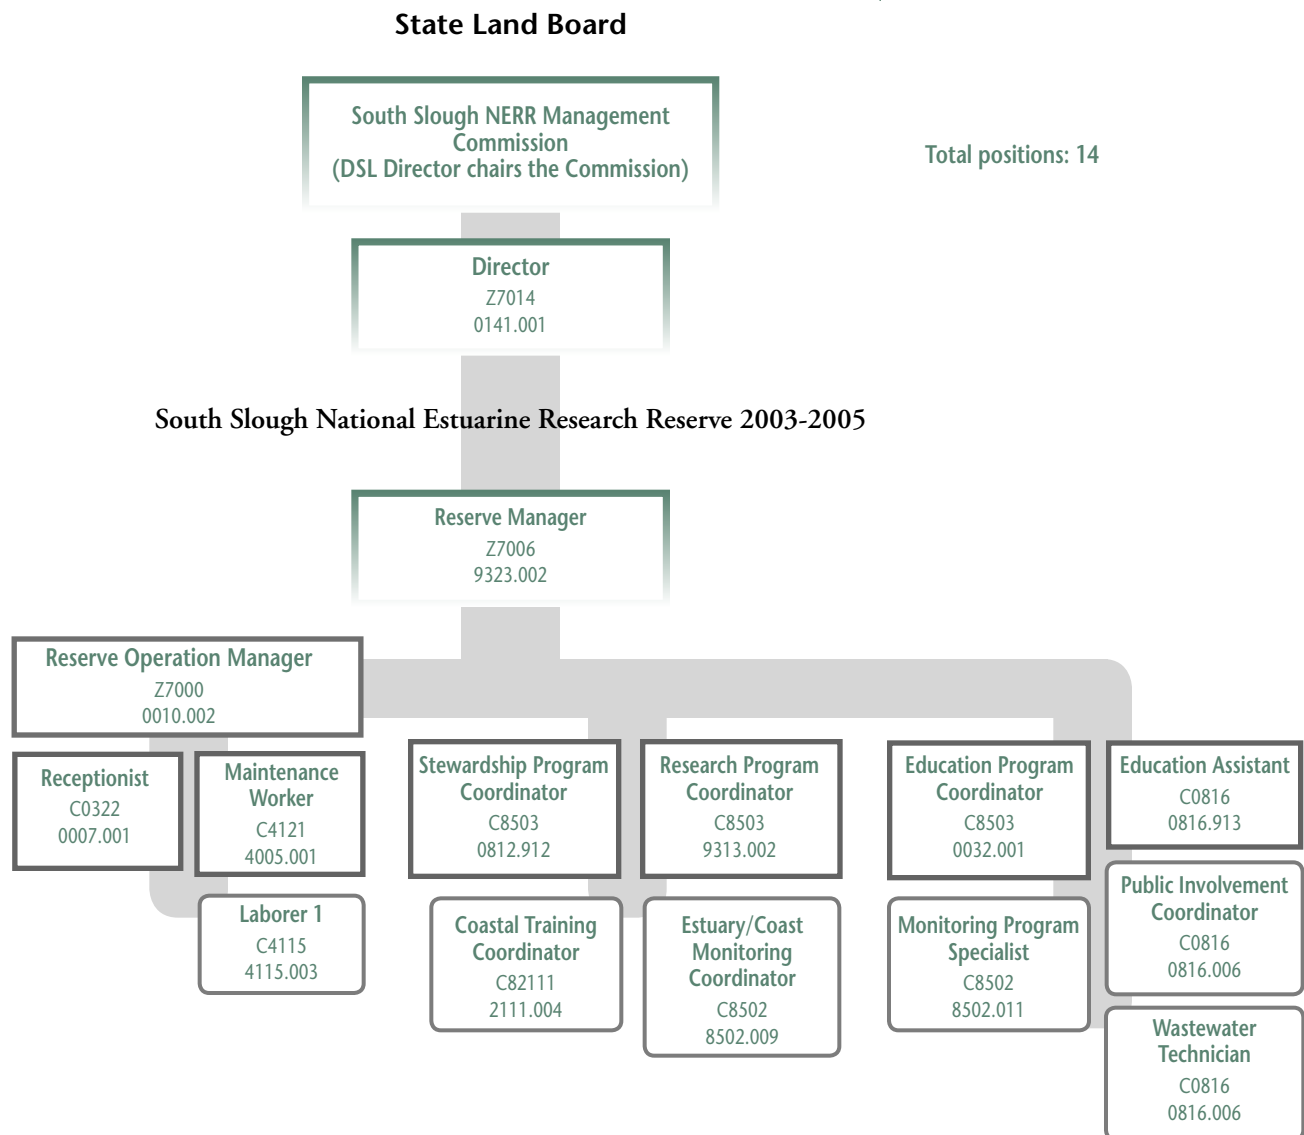 State Land Board
South Slough NERR Management
Commission
(DSL Director chairs the Commission)
Total positions: 14
Director
Z7014
0141.001
South Slough National Estuarine Research Reserve 2003-2005
Reserve Manager
Z7006
9323.002
Reserve Operation Manager
Z7000
0010.002
Receptionist
C0322
0007.001
Maintenance
Worker
C4121
4005.001
Laborer 1
C4115
4115.003
Stewardship Program
Coordinator
C8503
0812.912
Research Program
Coordinator
C8503
9313.002
Coastal Training
Coordinator
C82111
2111.004
Estuary/Coast
Monitoring
Coordinator
C8502
8502.009
Education Program
Coordinator
C8503
0032.001
Education Assistant
C0816
0816.913
Monitoring Program
Specialist
C8502
8502.011
Public Involvement
Coordinator
C0816
0816.006
Wastewater
Technician
C0816
0816.006